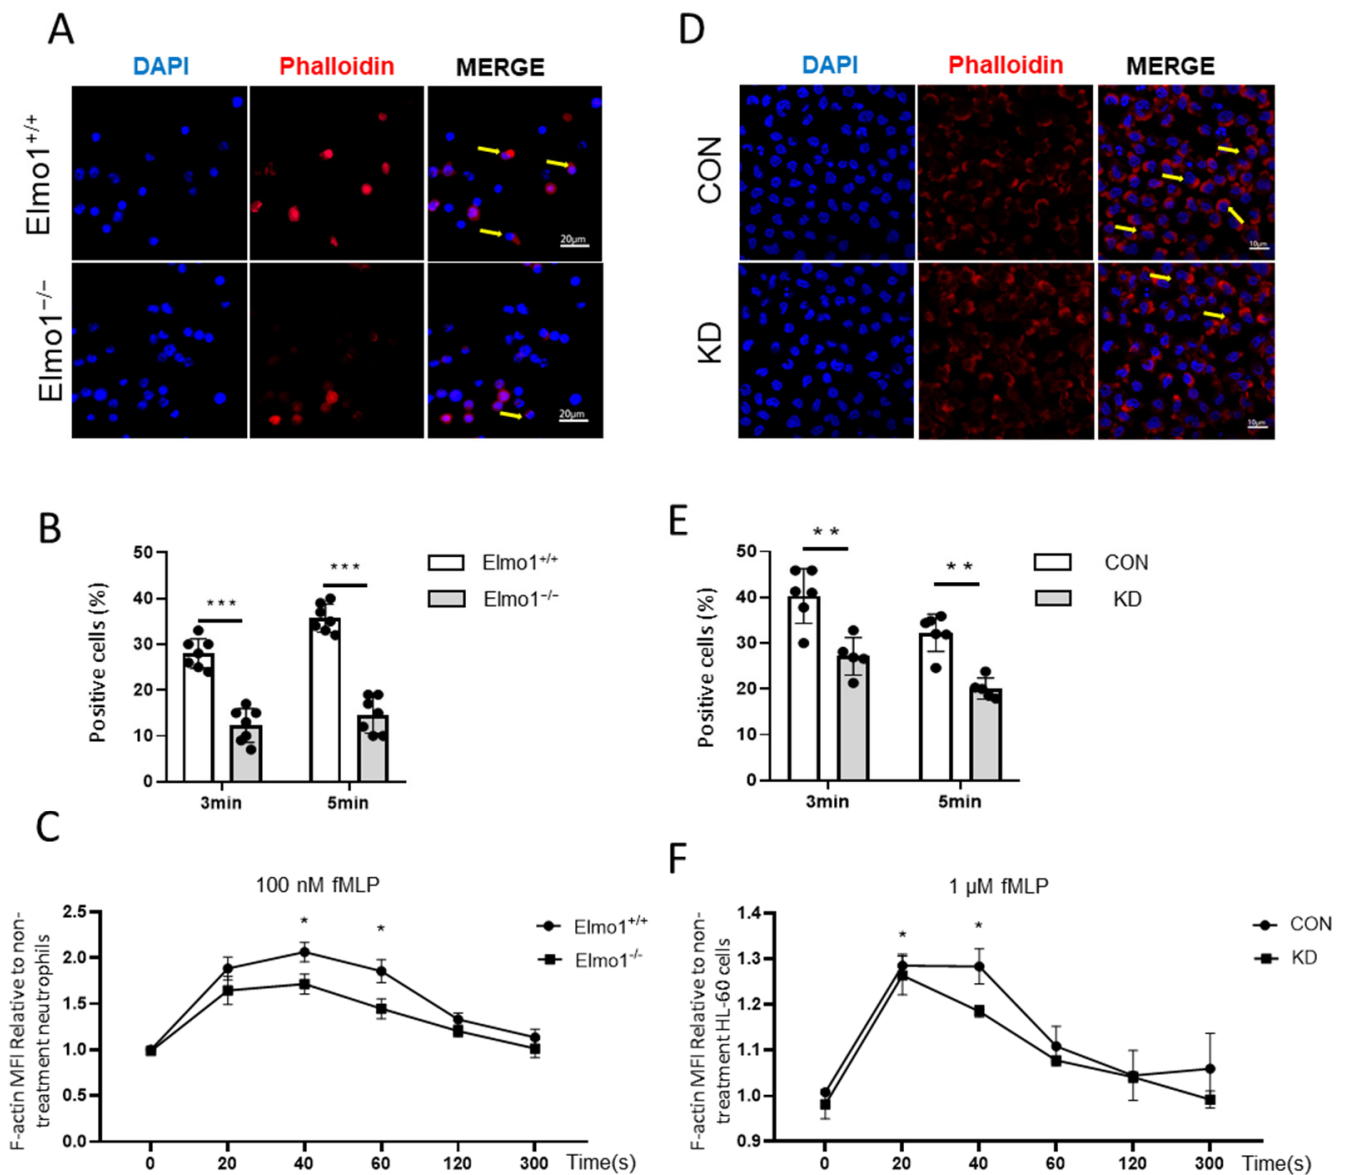 A
DAPI Phalloidin MERGE
Elmo1+/+
20μm
Elmo1−/−
20μm
D
DAPI Phalloidin MERGE
CON
10μm
KD
10μm
B
Positive cells (%)
50
40
30
20
10
0
***
***
3min 5min
Elmo1+/+
Elmo1−/−
E
Positive cells (%)
50
40
30
20
10
0
**
**
3min 5min
CON
KD
C
100 nM fMLP
F-actin MFI Relative to non-
treatment neutrophils
2.5
2.0
1.5
1.0
0.5
0.0
* *
0 20 40 60 120 300 Time(s)
Elmo1+/+
Elmo1-/-
F
1 μM fMLP
F-actin MFI Relative to non-
treatment HL-60 cells
1.4
1.3
1.2
1.1
1.0
0.9
* *
0 20 40 60 120 300 Time(s)
CON
KD